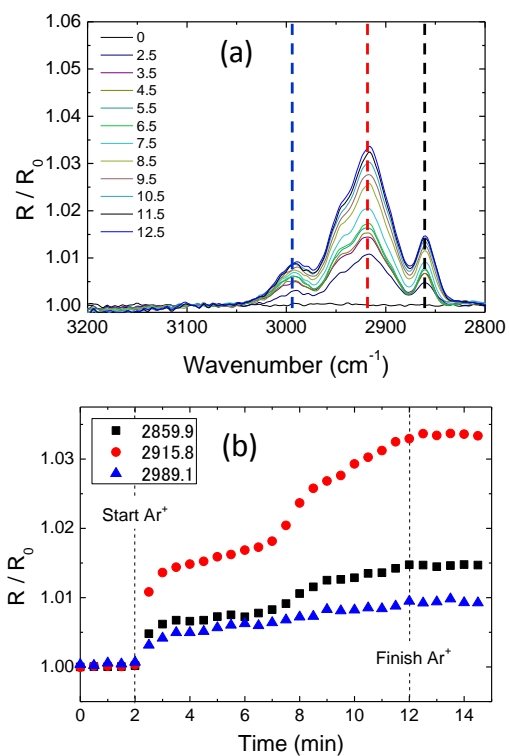 (a)
1.06
1.05
1.04
1.03
1.02
1.01
1.00
R / R0
0
2.5
3.5
4.5
5.5
6.5
7.5
8.5
9.5
10.5
11.5
12.5
3200 3100 3000 2900 2800
Wavenumber (cm⁻¹)
(b)
2859.9
2915.8
2989.1
1.03
1.02
1.01
1.00
R / R0
Start Ar⁺
Finish Ar⁺
0 2 4 6 8 10 12 14
Time (min)